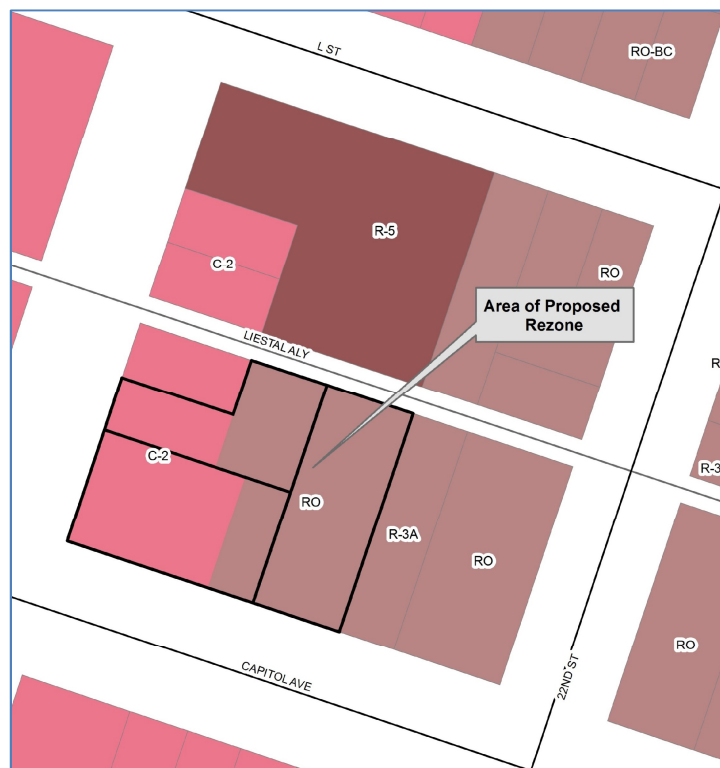 L ST
RO-BC
R-5
C-2
RO
Area of Proposed
Rezone
LIESTAL ALY
R
R-3
C-2
RO
R-3A
RO
RO
CAPITOL AVE
22ND ST